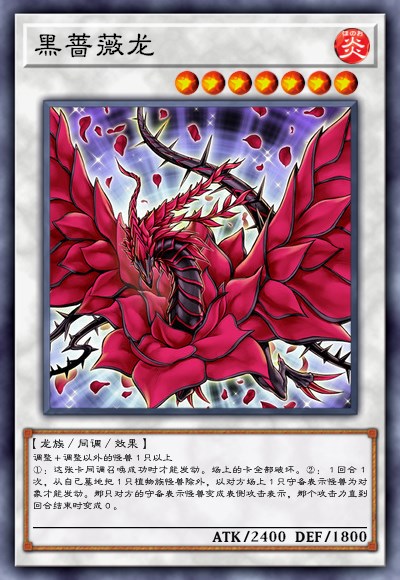 黑蔷薇龙
ほのお
炎
【龙族／同调／效果】
调整＋调整以外的怪兽１只以上
①：这张卡同调召唤成功时才能发动。场上的卡全部破坏。②：１回合１
次，从自己墓地把１只植物族怪兽除外，以对方场上１只守备表示怪兽为对
象才能发动。那只对方的守备表示怪兽变成表侧攻击表示，那个攻击力直到
回合结束时变成０。
ATK/2400 DEF/1800